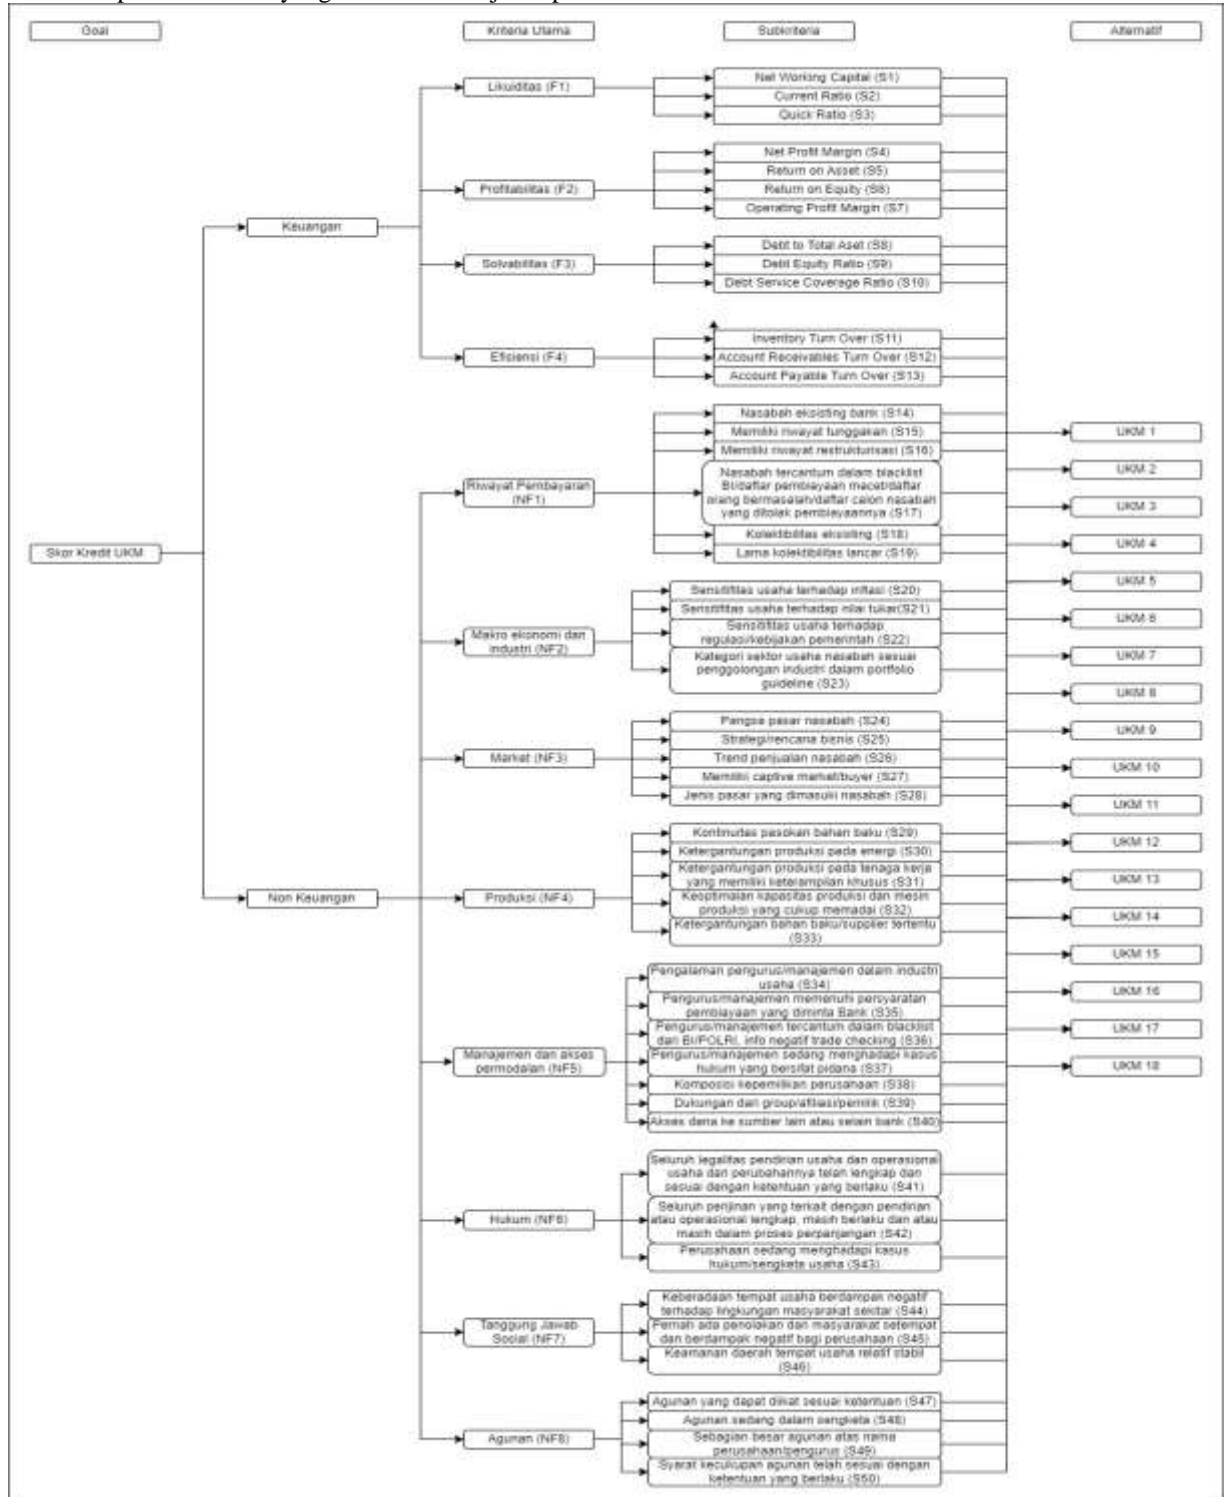 Goal
Kriteria Utama
Subkriteria
Alternatif
Skor Kredit UKM
Keuangan
Likuiditas (F1)
Net Working Capital (S1)
Current Ratio (S2)
Quick Ratio (S3)
Profitabilitas (F2)
Net Profit Margin (S4)
Return on Asset (S5)
Return on Equity (S6)
Operating Profit Margin (S7)
Solvabilitas (F3)
Debt to Total Aset (S8)
Debt Equity Ratio (S9)
Debt Service Coverage Ratio (S10)
Efisiensi (F4)
Inventory Turn Over (S11)
Account Receivables Turn Over (S12)
Account Payable Turn Over (S13)
Non Keuangan
Riwayat Pembayaran
(NF1)
Nasabah eksisting bank (S14)
Memiliki riwayat tunggakan (S15)
Memiliki riwayat restrukturisasi (S16)
Nasabah tercantum dalam blacklist
BI/daftar pembiayaan macet/daftar
orang bermasalah/daftar calon nasabah
yang ditolak pembiayaannya (S17)
Kolektibilitas eksisting (S18)
Lama kolektibilitas lancar (S19)
Makro ekonomi dan
industri (NF2)
Sensitifitas usaha terhadap inflasi (S20)
Sensitifitas usaha terhadap nilai tukar(S21)
Sensitifitas usaha terhadap
regulasi/kebijakan pemerintah (S22)
Kategori sektor usaha nasabah sesuai
penggolongan industri dalam portfolio
guideline (S23)
Market (NF3)
Pangsa pasar nasabah (S24)
Strategi/rencana bisnis (S25)
Trend penjualan nasabah (S26)
Memiliki captive market/buyer (S27)
Jenis pasar yang dimasuki nasabah (S28)
Produksi (NF4)
Kontinuitas pasokan bahan baku (S29)
Ketergantungan produksi pada energi (S30)
Ketergantungan produksi pada tenaga kerja
yang memiliki keterampilan khusus (S31)
Keoptimalan kapasitas produksi dan mesin
produksi yang cukup memadai (S32)
Ketergantungan bahan baku/supplier tertentu
(S33)
Manajemen dan akses
permodalan (NF5)
Pengalaman pengurus/manajemen dalam industri
usaha (S34)
Pengurus/manajemen memenuhi persyaratan
pembiayaan yang diminta Bank (S35)
Pengurus/manajemen tercantum dalam blacklist
dari BI/POLRI, info negatif trade checking (S36)
Pengurus/manajemen sedang menghadapi kasus
hukum yang bersifat pidana (S37)
Komposisi kepemilikan perusahaan (S38)
Dukungan dari group/afiliasi/pemilik (S39)
Akses dana ke sumber lain atau selain bank (S40)
Hukum (NF6)
Seluruh legalitas pendirian usaha dan operasional
usaha dan perubahannya telah lengkap dan
sesuai dengan ketentuan yang berlaku (S41)
Seluruh perijinan yang terkait dengan pendirian
atau operasional lengkap, masih berlaku dan atau
masih dalam proses perpanjangan (S42)
Perusahaan sedang menghadapi kasus
hukum/sengketa usaha (S43)
Tanggung Jawab
Social (NF7)
Keberadaan tempat usaha berdampak negatif
terhadap lingkungan masyarakat sekitar (S44)
Pernah ada penolakan dari masyarakat setempat
dan berdampak negatif bagi perusahaan (S45)
Keamanan daerah tempat usaha relatif stabil
(S46)
Agunan (NF8)
Agunan yang dapat diikat sesuai ketentuan (S47)
Agunan sedang dalam sengketa (S48)
Sebagian besar agunan atas nama
perusahaan/pengurus (S49)
Syarat kecukupan agunan telah sesuai dengan
ketentuan yang berlaku (S50)
UKM 1
UKM 2
UKM 3
UKM 4
UKM 5
UKM 6
UKM 7
UKM 8
UKM 9
UKM 10
UKM 11
UKM 12
UKM 13
UKM 14
UKM 15
UKM 16
UKM 17
UKM 18